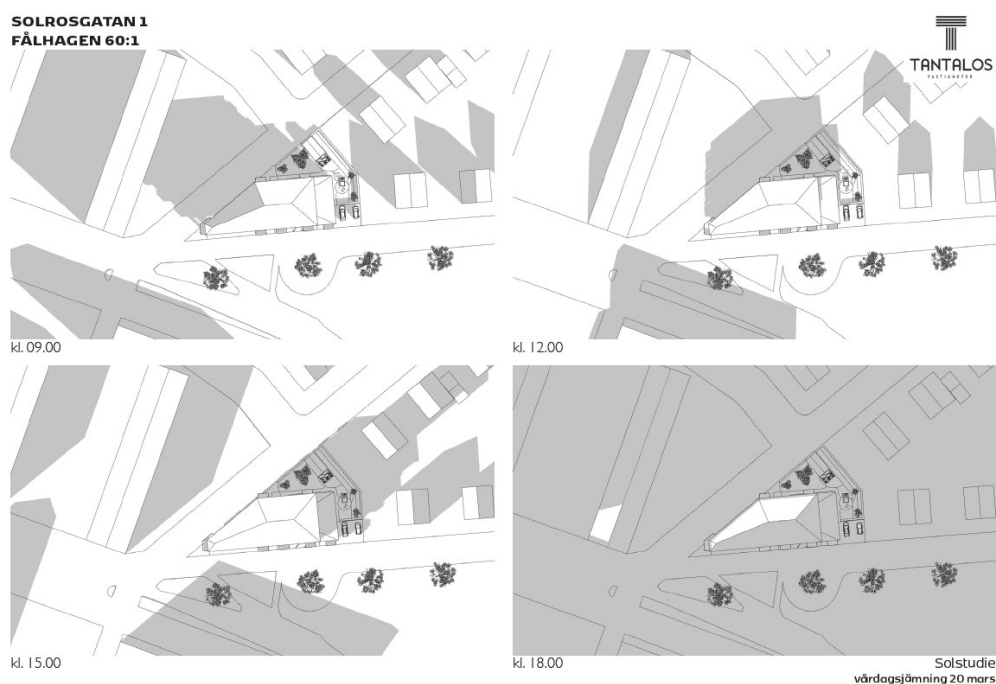 SOLROSGATAN 1
FÅLHAGEN 60:1
TANTALOS
FASTIGHETER
kl. 09.00
kl. 12.00
kl. 15.00
kl. 18.00
Solstudie
vårdagsjämning 20 mars